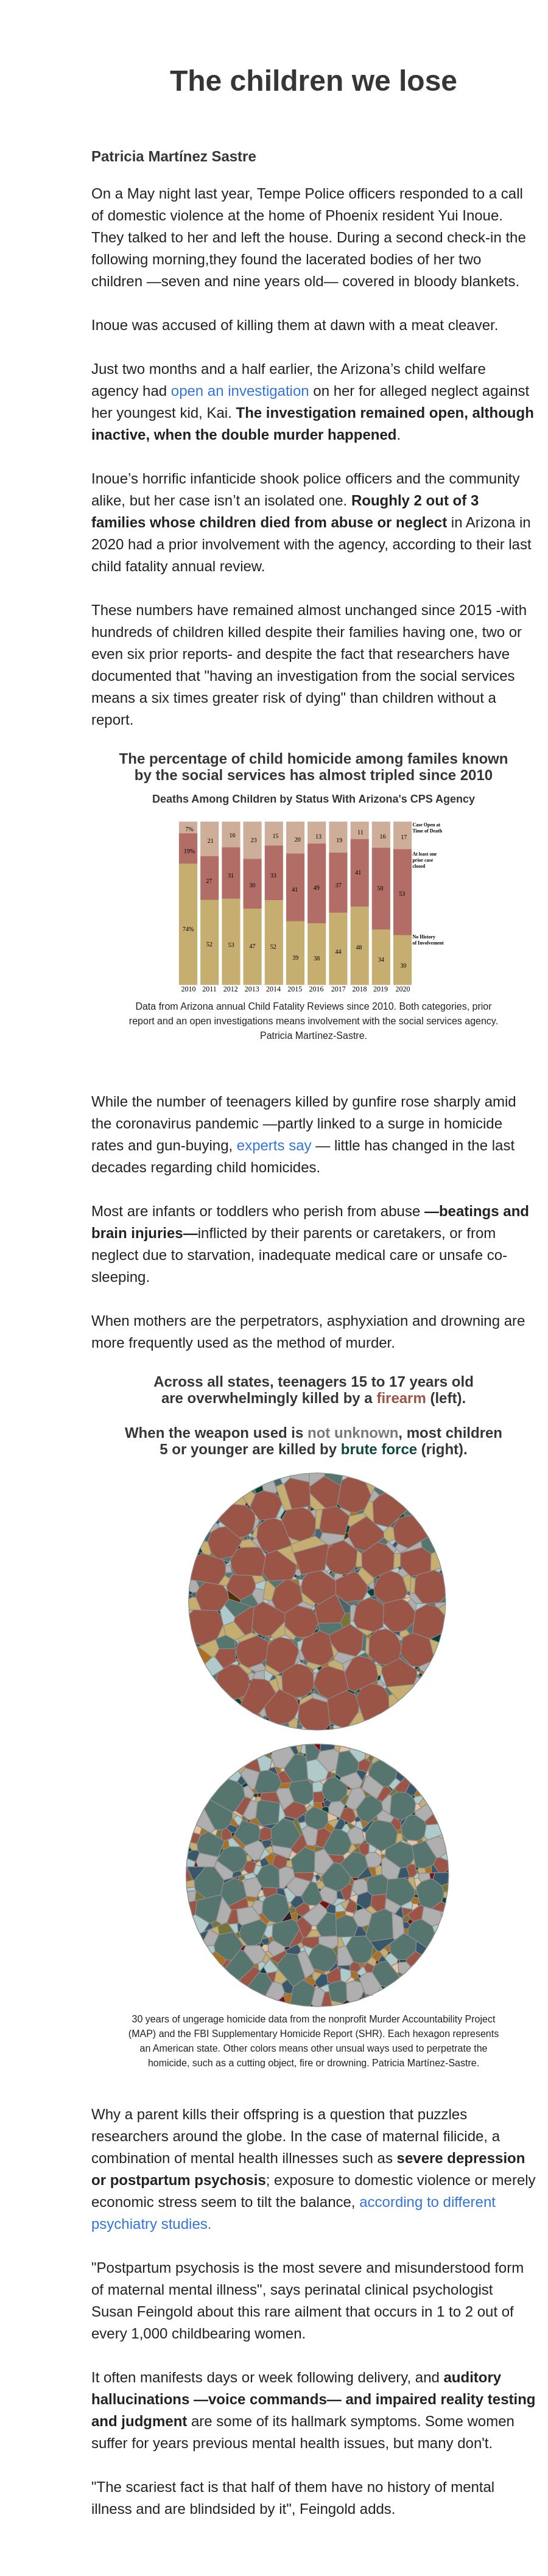 The children we lose
Patricia Martínez Sastre
On a May night last year, Tempe Police officers responded to a call
of domestic violence at the home of Phoenix resident Yui Inoue.
They talked to her and left the house. During a second check-in the
following morning,they found the lacerated bodies of her two
children —seven and nine years old— covered in bloody blankets.
Inoue was accused of killing them at dawn with a meat cleaver.
Just two months and a half earlier, the Arizona’s child welfare
agency had open an investigation on her for alleged neglect against
her youngest kid, Kai. The investigation remained open, although
inactive, when the double murder happened.
Inoue’s horrific infanticide shook police officers and the community
alike, but her case isn’t an isolated one. Roughly 2 out of 3
families whose children died from abuse or neglect in Arizona in
2020 had a prior involvement with the agency, according to their last
child fatality annual review.
These numbers have remained almost unchanged since 2015 -with
hundreds of children killed despite their families having one, two or
even six prior reports- and despite the fact that researchers have
documented that "having an investigation from the social services
means a six times greater risk of dying" than children without a
report.
The percentage of child homicide among familes known
by the social services has almost tripled since 2010
Deaths Among Children by Status With Arizona's CPS Agency
7% 21 16 23 15 20 13 19 11 16 17
Case Open at
Time of Death
19% 27 31 30 33 41 49 37 41 50 53
At least one
prior case
closed
74% 52 53 47 52 39 38 44 48 34 30
No History
of Involvement
2010 2011 2012 2013 2014 2015 2016 2017 2018 2019 2020
Data from Arizona annual Child Fatality Reviews since 2010. Both categories, prior
report and an open investigations means involvement with the social services agency.
Patricia Martínez-Sastre.
While the number of teenagers killed by gunfire rose sharply amid
the coronavirus pandemic —partly linked to a surge in homicide
rates and gun-buying, experts say — little has changed in the last
decades regarding child homicides.
Most are infants or toddlers who perish from abuse —beatings and
brain injuries—inflicted by their parents or caretakers, or from
neglect due to starvation, inadequate medical care or unsafe co-
sleeping.
When mothers are the perpetrators, asphyxiation and drowning are
more frequently used as the method of murder.
Across all states, teenagers 15 to 17 years old
are overwhelmingly killed by a firearm (left).
When the weapon used is not unknown, most children
5 or younger are killed by brute force (right).
30 years of ungerage homicide data from the nonprofit Murder Accountability Project
(MAP) and the FBI Supplementary Homicide Report (SHR). Each hexagon represents
an American state. Other colors means other unsual ways used to perpetrate the
homicide, such as a cutting object, fire or drowning. Patricia Martínez-Sastre.
Why a parent kills their offspring is a question that puzzles
researchers around the globe. In the case of maternal filicide, a
combination of mental health illnesses such as severe depression
or postpartum psychosis; exposure to domestic violence or merely
economic stress seem to tilt the balance, according to different
psychiatry studies.
"Postpartum psychosis is the most severe and misunderstood form
of maternal mental illness", says perinatal clinical psychologist
Susan Feingold about this rare ailment that occurs in 1 to 2 out of
every 1,000 childbearing women.
It often manifests days or week following delivery, and auditory
hallucinations —voice commands— and impaired reality testing
and judgment are some of its hallmark symptoms. Some women
suffer for years previous mental health issues, but many don't.
"The scariest fact is that half of them have no history of mental
illness and are blindsided by it", Feingold adds.